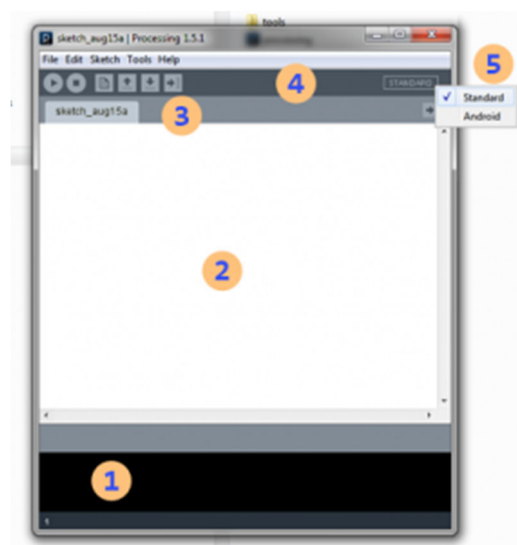 tools
sketch_aug15a | Processing 1.5.1
File Edit Sketch Tools Help
4
STANDARD
5
Standard
Android
sketch_aug15a
3
2
1
1